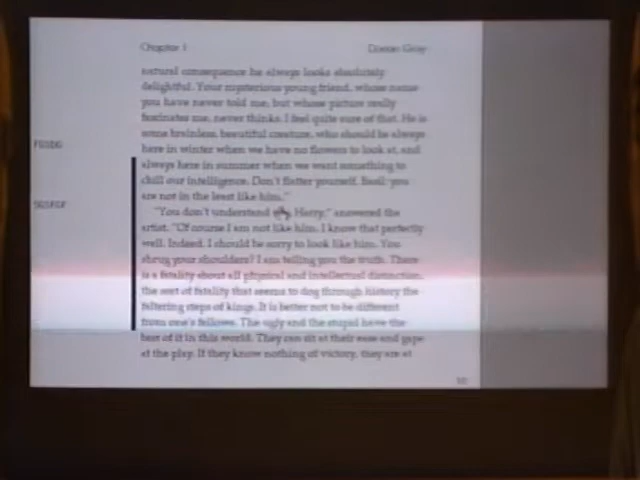 Chapter 1
Dorian Gray
natural consequence he always looks absolutely
delightful. Your mysterious young friend, whose name
you have never told me, but whose picture really
fascinates me, never thinks. I feel quite sure of that. He is
some brainless, beautiful creature, who should be always
here in winter when we have no flowers to look at, and
always here in summer when we want something to
chill our intelligence. Don't flatter yourself, Basil: you
are not in the least like him."
"You don't understand Harry," answered the
artist. "Of course I am not like him. I know that perfectly
well. Indeed, I should be sorry to look like him. You
shrug your shoulders? I am telling you the truth. There
is a fatality about all physical and intellectual distinction,
the sort of fatality that seems to dog through history the
faltering steps of kings. It is better not to be different
from one's fellows. The ugly and the stupid have the
best of it in this world. They can sit at their ease and gape
at the play. If they know nothing of victory, they are at